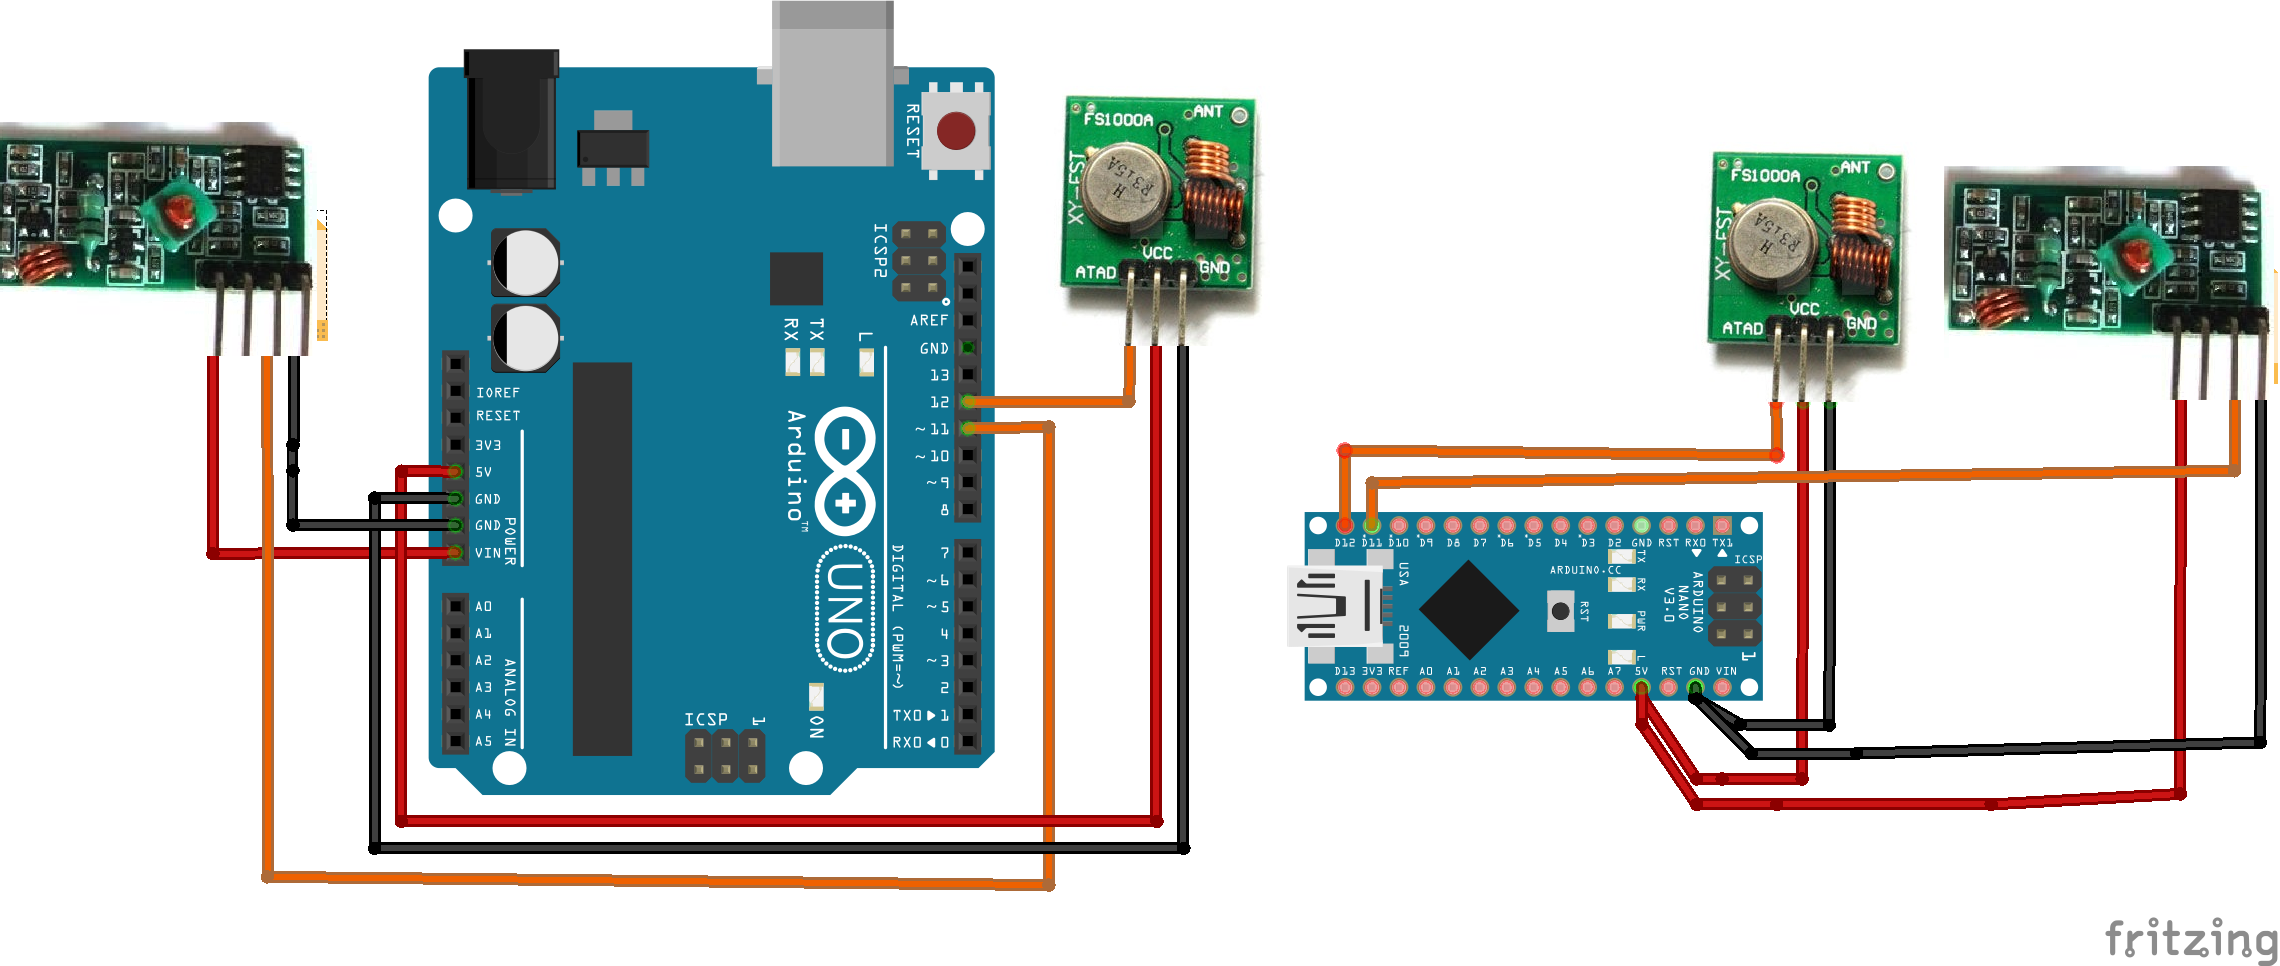 RESET
ICSP2
AREF
GND
13
12
~11
~10
~9
8
7
~6
~5
4
~3
2
TX0▶1
RX0◀0
RX
TX
L
Arduino™
UNO
DIGITAL (PWM=~)
ON
ICSP 1
IOREF
RESET
3V3
5V
GND
GND
VIN
POWER
A0
A1
A2
A3
A4
A5
ANALOG IN
FS1000A
ANT
XY-FST
H
R315A
VCC
ATAD
GND
FS1000A
ANT
XY-FST
H
R315A
VCC
ATAD
GND
D12 D11 D10 D9 D8 D7 D6 D5 D4 D3 D2 GND RST RX0 TX1
TX
RX
PWR
L
USA
2009
ARDUINO.CC
RST
ICSP
ARDUINO
NANO
V3.0
1
D13 3V3 REF A0 A1 A2 A3 A4 A5 A6 A7 5V RST GND VIN
fritzing